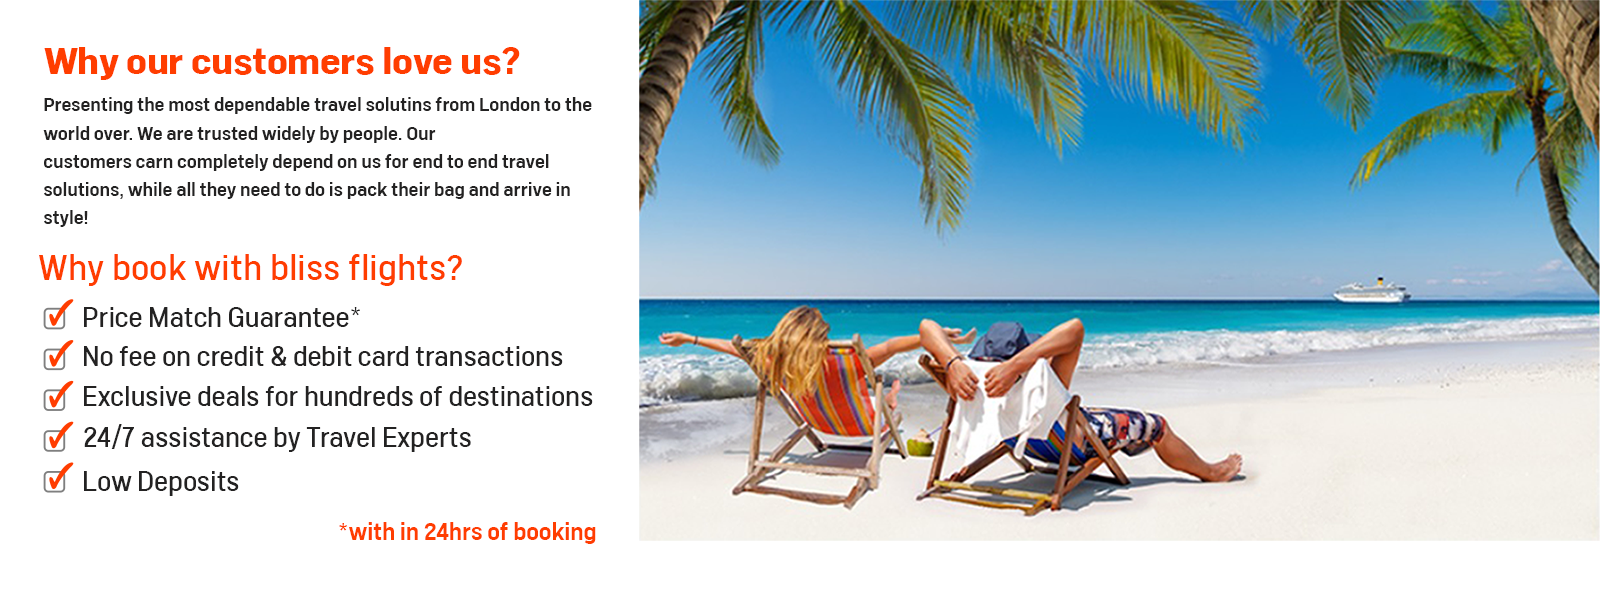 Why our customers love us?
Presenting the most dependable travel solutins from London to the
world over. We are trusted widely by people. Our
customers carn completely depend on us for end to end travel
solutions, while all they need to do is pack their bag and arrive in
style!
Why book with bliss flights?
Price Match Guarantee*
No fee on credit & debit card transactions
Exclusive deals for hundreds of destinations
24/7 assistance by Travel Experts
Low Deposits
*with in 24hrs of booking